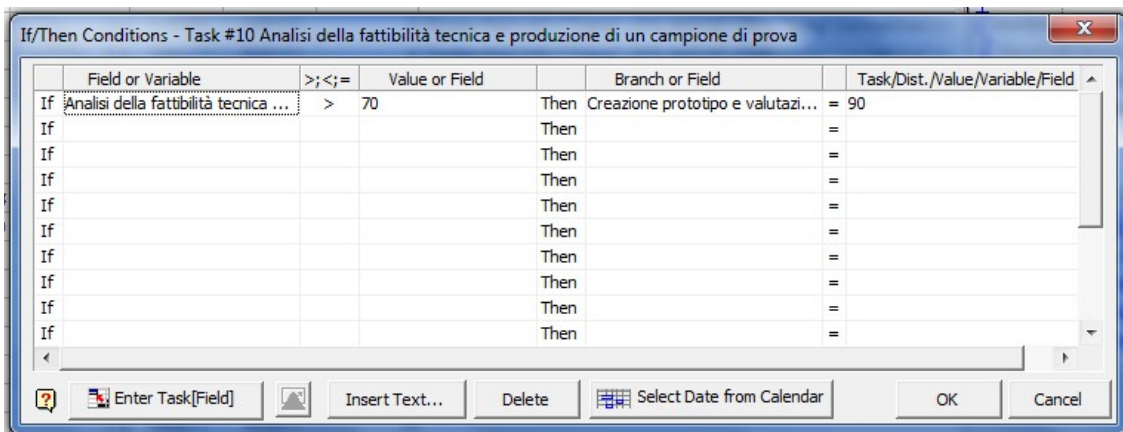 If/Then Conditions - Task #10 Analisi della fattibilità tecnica e produzione di un campione di prova
Field or Variable >;<;= Value or Field Branch or Field Task/Dist./Value/Variable/Field
If Analisi della fattibilità tecnica ... > 70 Then Creazione prototipo e valutazi... = 90
If Then =
If Then =
If Then =
If Then =
If Then =
If Then =
If Then =
If Then =
If Then =
Enter Task[Field] Insert Text... Delete Select Date from Calendar OK Cancel